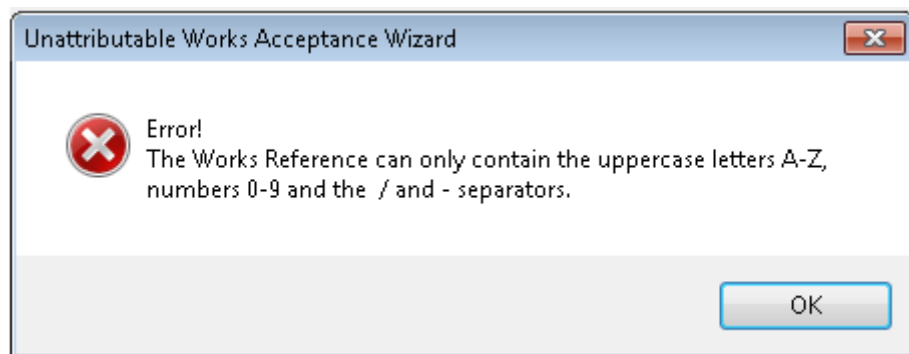 Unattributable Works Acceptance Wizard
Error!
The Works Reference can only contain the uppercase letters A-Z,
numbers 0-9 and the / and - separators.
OK